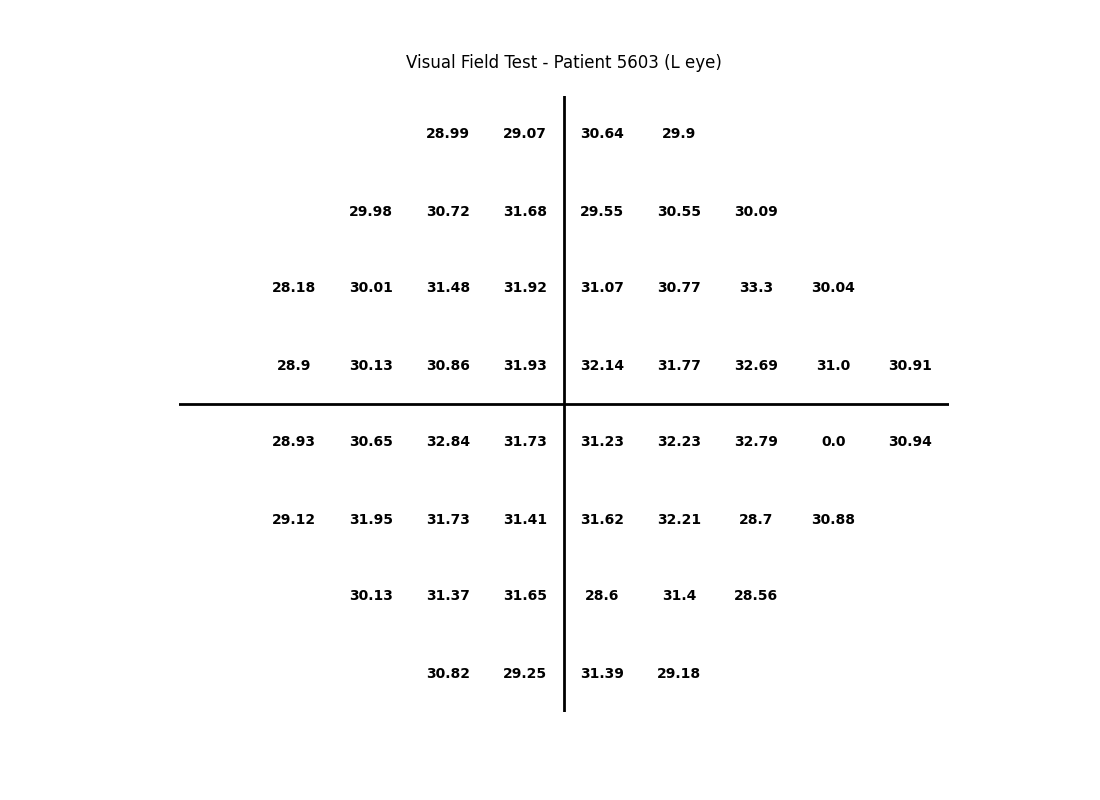 Visual Field Test - Patient 5603 (L eye)
28.99 29.07 30.64 29.9
29.98 30.72 31.68 29.55 30.55 30.09
28.18 30.01 31.48 31.92 31.07 30.77 33.3 30.04
28.9 30.13 30.86 31.93 32.14 31.77 32.69 31.0 30.91
28.93 30.65 32.84 31.73 31.23 32.23 32.79 0.0 30.94
29.12 31.95 31.73 31.41 31.62 32.21 28.7 30.88
30.13 31.37 31.65 28.6 31.4 28.56
30.82 29.25 31.39 29.18